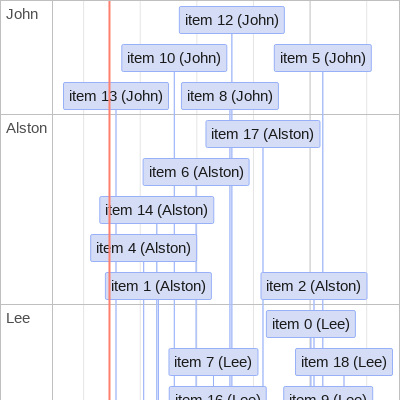 John
item 12 (John)
item 10 (John)
item 5 (John)
item 13 (John)
item 8 (John)
Alston
item 17 (Alston)
item 6 (Alston)
item 14 (Alston)
item 4 (Alston)
item 1 (Alston)
item 2 (Alston)
Lee
item 0 (Lee)
item 7 (Lee)
item 18 (Lee)
item 16 (Lee)
item 9 (Lee)